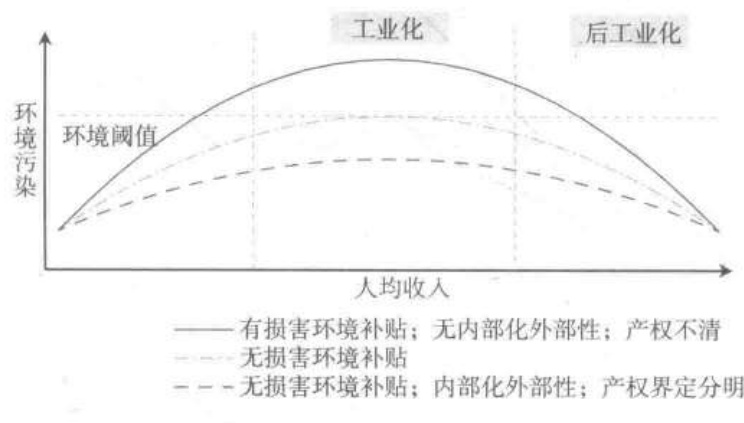 工业化
后工业化
环境污染
环境阈值
人均收入
有损害环境补贴；无内部化外部性；产权不清
无损害环境补贴
无损害环境补贴；内部化外部性；产权界定分明